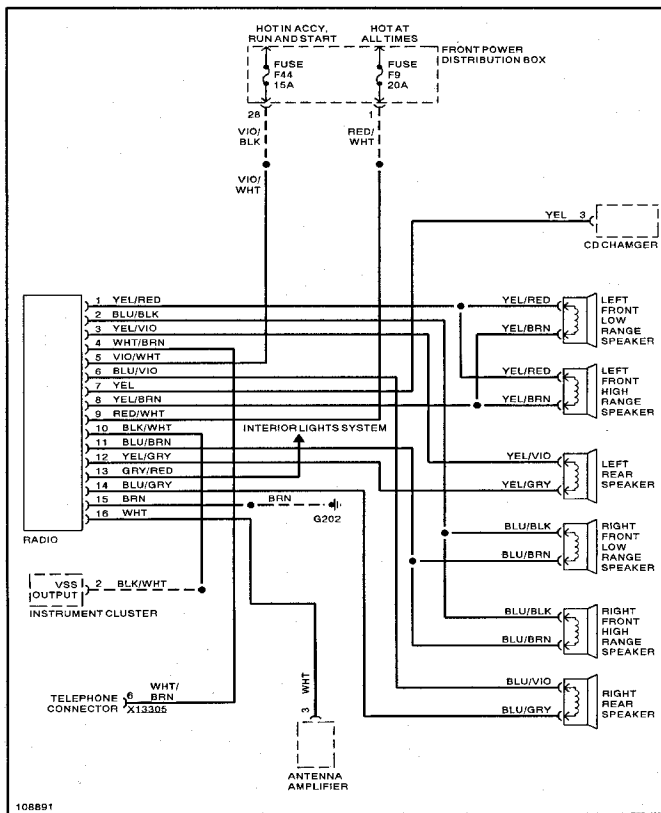 HOT IN ACCY,
RUN AND START
HOT AT
ALL TIMES
FRONT POWER
DISTRIBUTION BOX
FUSE
F44
15A
FUSE
F9
20A
28
1
VIO/
BLK
RED/
WHT
VIO/
WHT
YEL 3
CD CHAMGER
1 YEL/RED
2 BLU/BLK
3 YEL/VIO
4 WHT/BRN
5 VIO/WHT
6 BLU/VIO
7 YEL
8 YEL/BRN
9 RED/WHT
10 BLK/WHT
11 BLU/BRN
12 YEL/GRY
13 GRY/RED
14 BLU/GRY
15 BRN
16 WHT
RADIO
INTERIOR LIGHTS SYSTEM
BRN
G202
YEL/RED
YEL/BRN
LEFT
FRONT
LOW
RANGE
SPEAKER
YEL/RED
YEL/BRN
LEFT
FRONT
HIGH
RANGE
SPEAKER
YEL/VIO
YEL/GRY
LEFT
REAR
SPEAKER
BLU/BLK
BLU/BRN
RIGHT
FRONT
LOW
RANGE
SPEAKER
BLU/BLK
BLU/BRN
RIGHT
FRONT
HIGH
RANGE
SPEAKER
BLU/VIO
BLU/GRY
RIGHT
REAR
SPEAKER
VSS
OUTPUT
2 BLK/WHT
INSTRUMENT CLUSTER
TELEPHONE
CONNECTOR
6
X13305
WHT/
BRN
WHT
3
ANTENNA
AMPLIFIER
108891